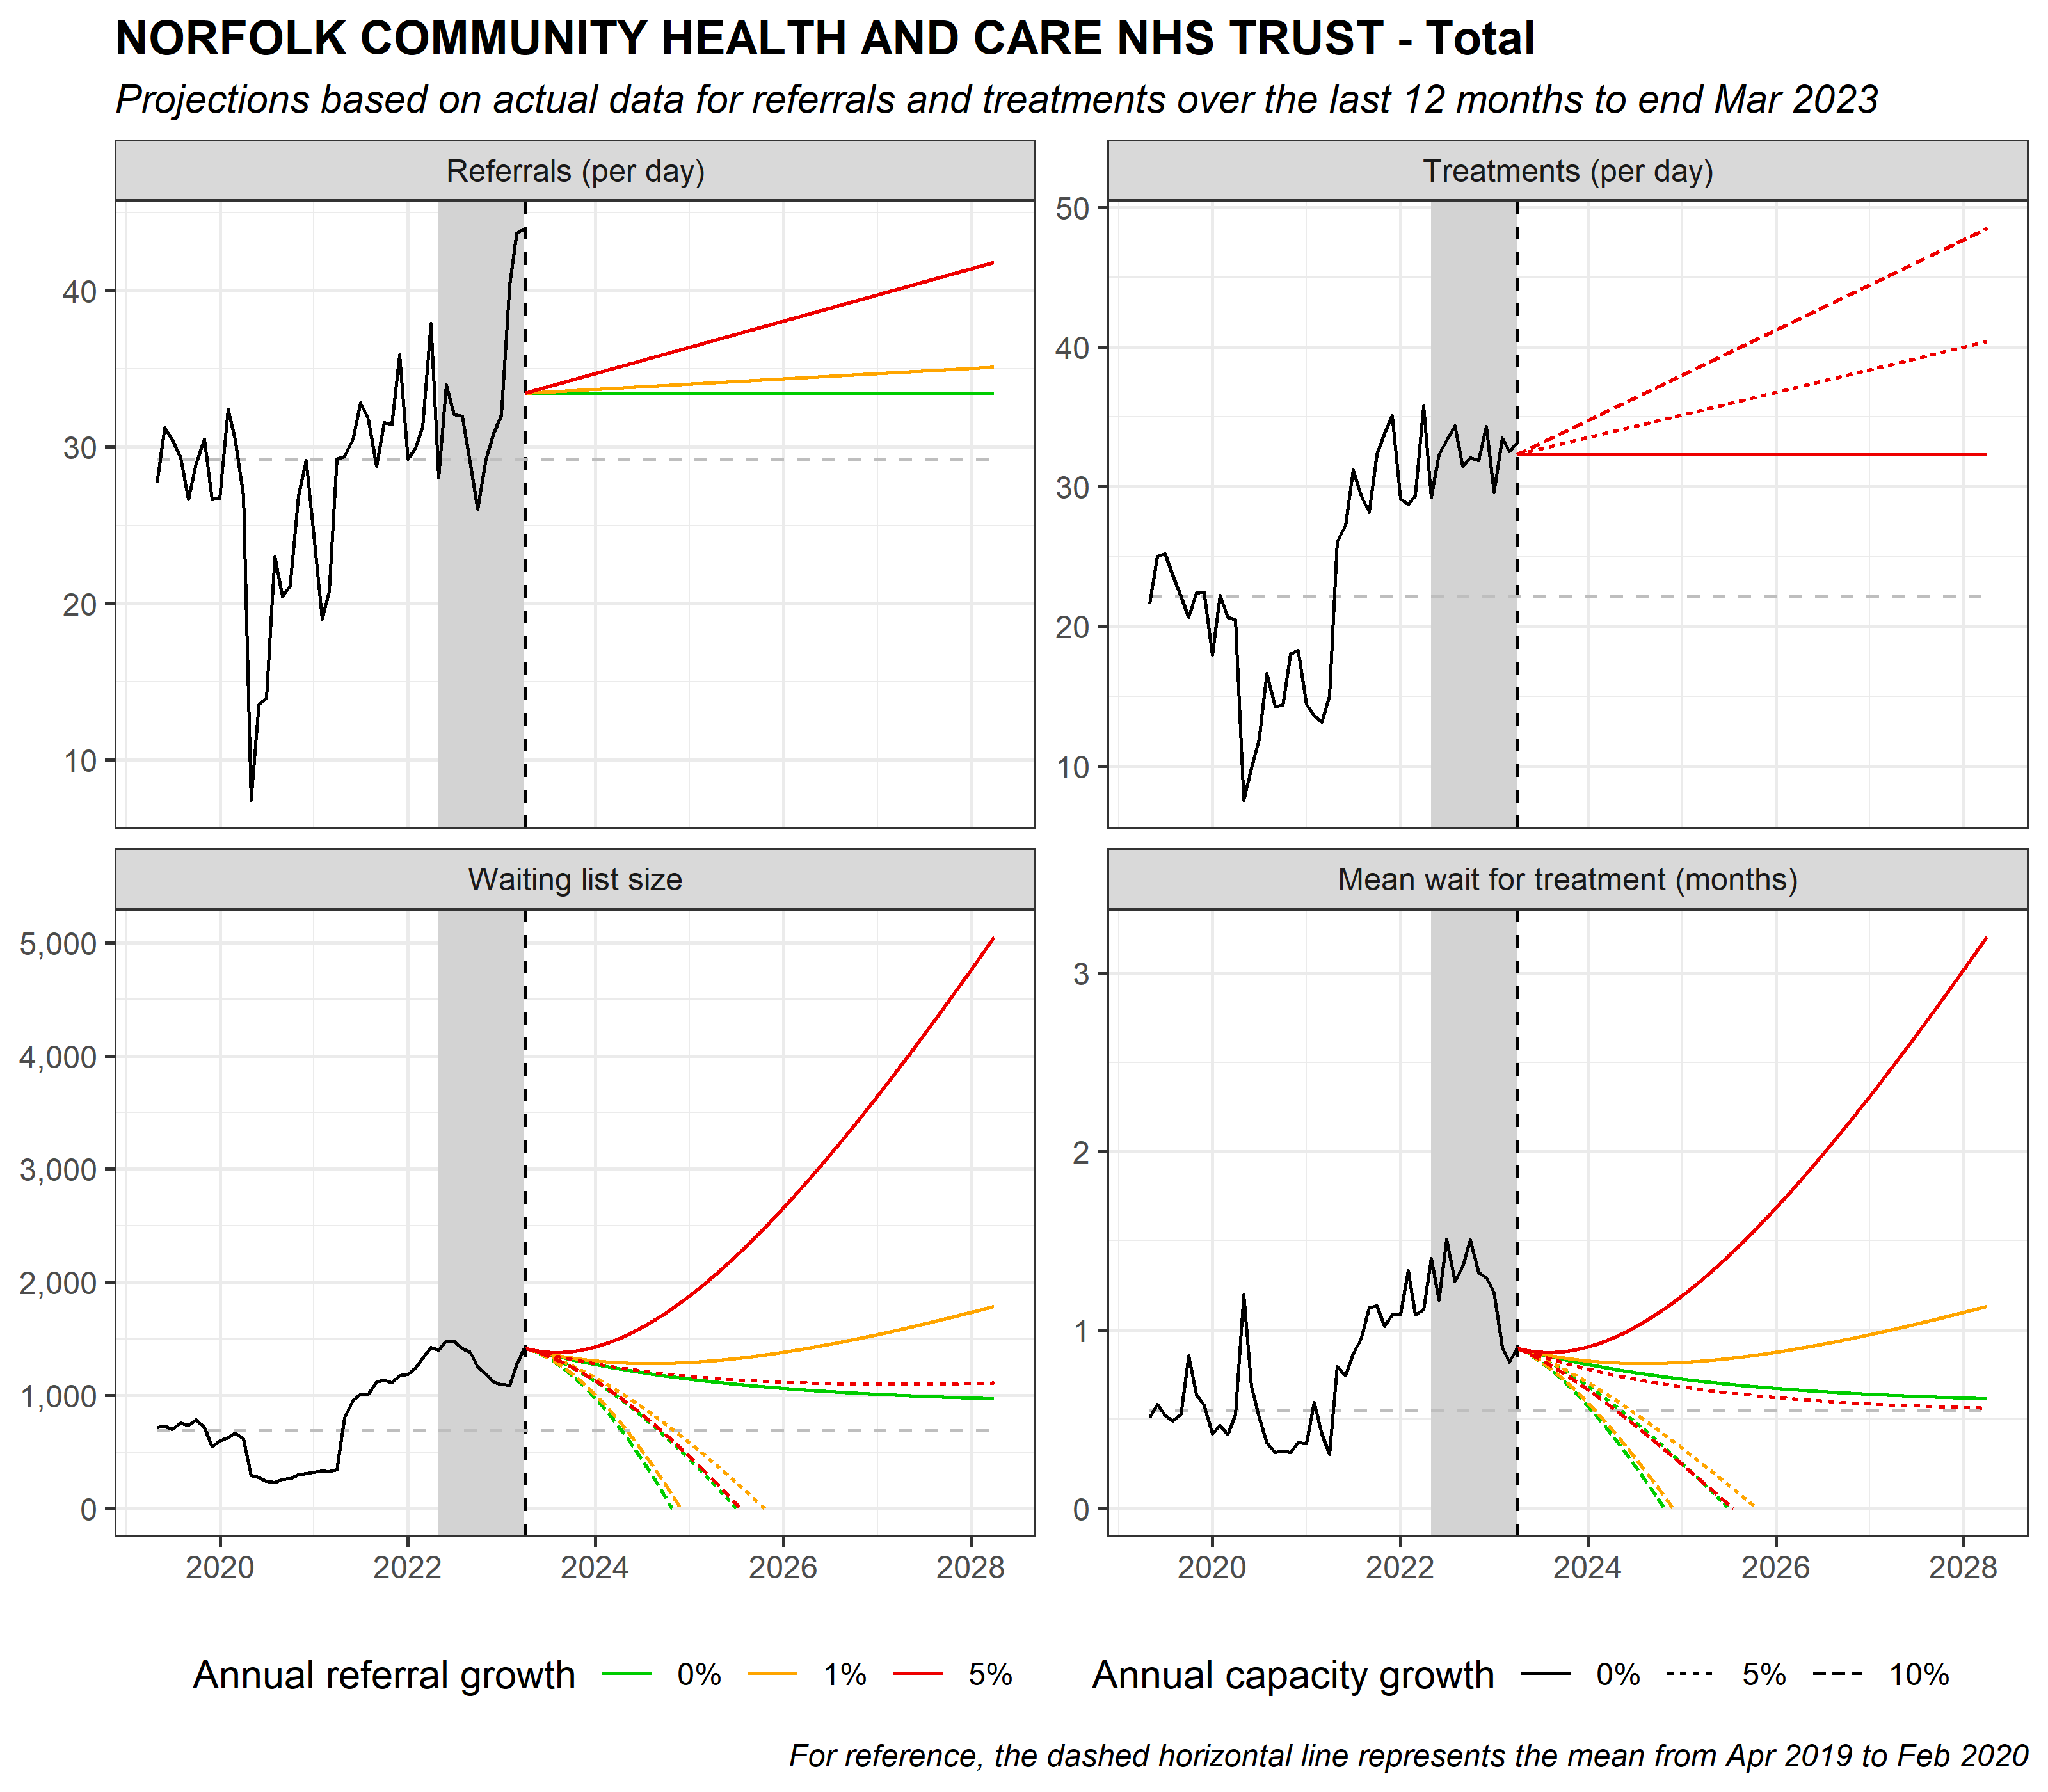 NORFOLK COMMUNITY HEALTH AND CARE NHS TRUST - Total
Projections based on actual data for referrals and treatments over the last 12 months to end Mar 2023
Referrals (per day)
40
30
20
10
Treatments (per day)
50
40
30
20
10
Waiting list size
5,000
4,000
3,000
2,000
1,000
0
2020 2022 2024 2026 2028
Mean wait for treatment (months)
3
2
1
0
2020 2022 2024 2026 2028
Annual referral growth 0% 1% 5%
Annual capacity growth 0% 5% 10%
For reference, the dashed horizontal line represents the mean from Apr 2019 to Feb 2020